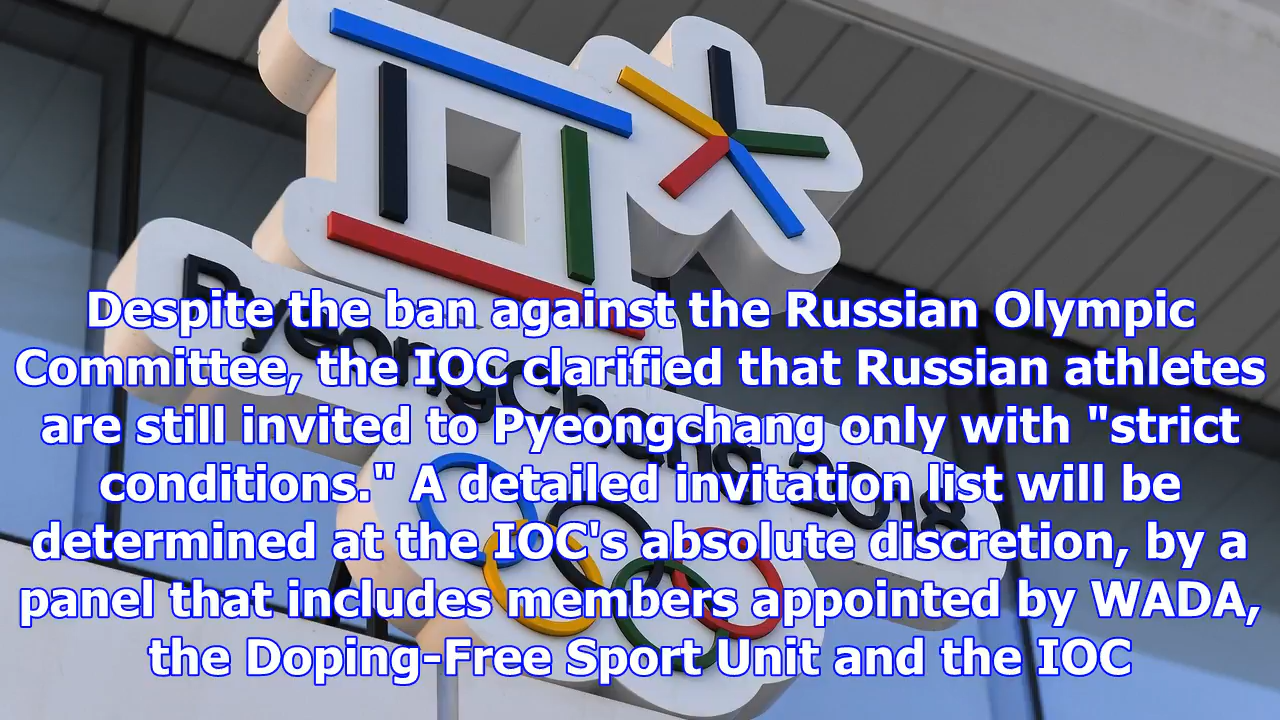 PyeongChang 2018
Despite the ban against the Russian Olympic
Committee, the IOC clarified that Russian athletes
are still invited to Pyeongchang only with "strict
conditions." A detailed invitation list will be
determined at the IOC's absolute discretion, by a
panel that includes members appointed by WADA,
the Doping-Free Sport Unit and the IOC